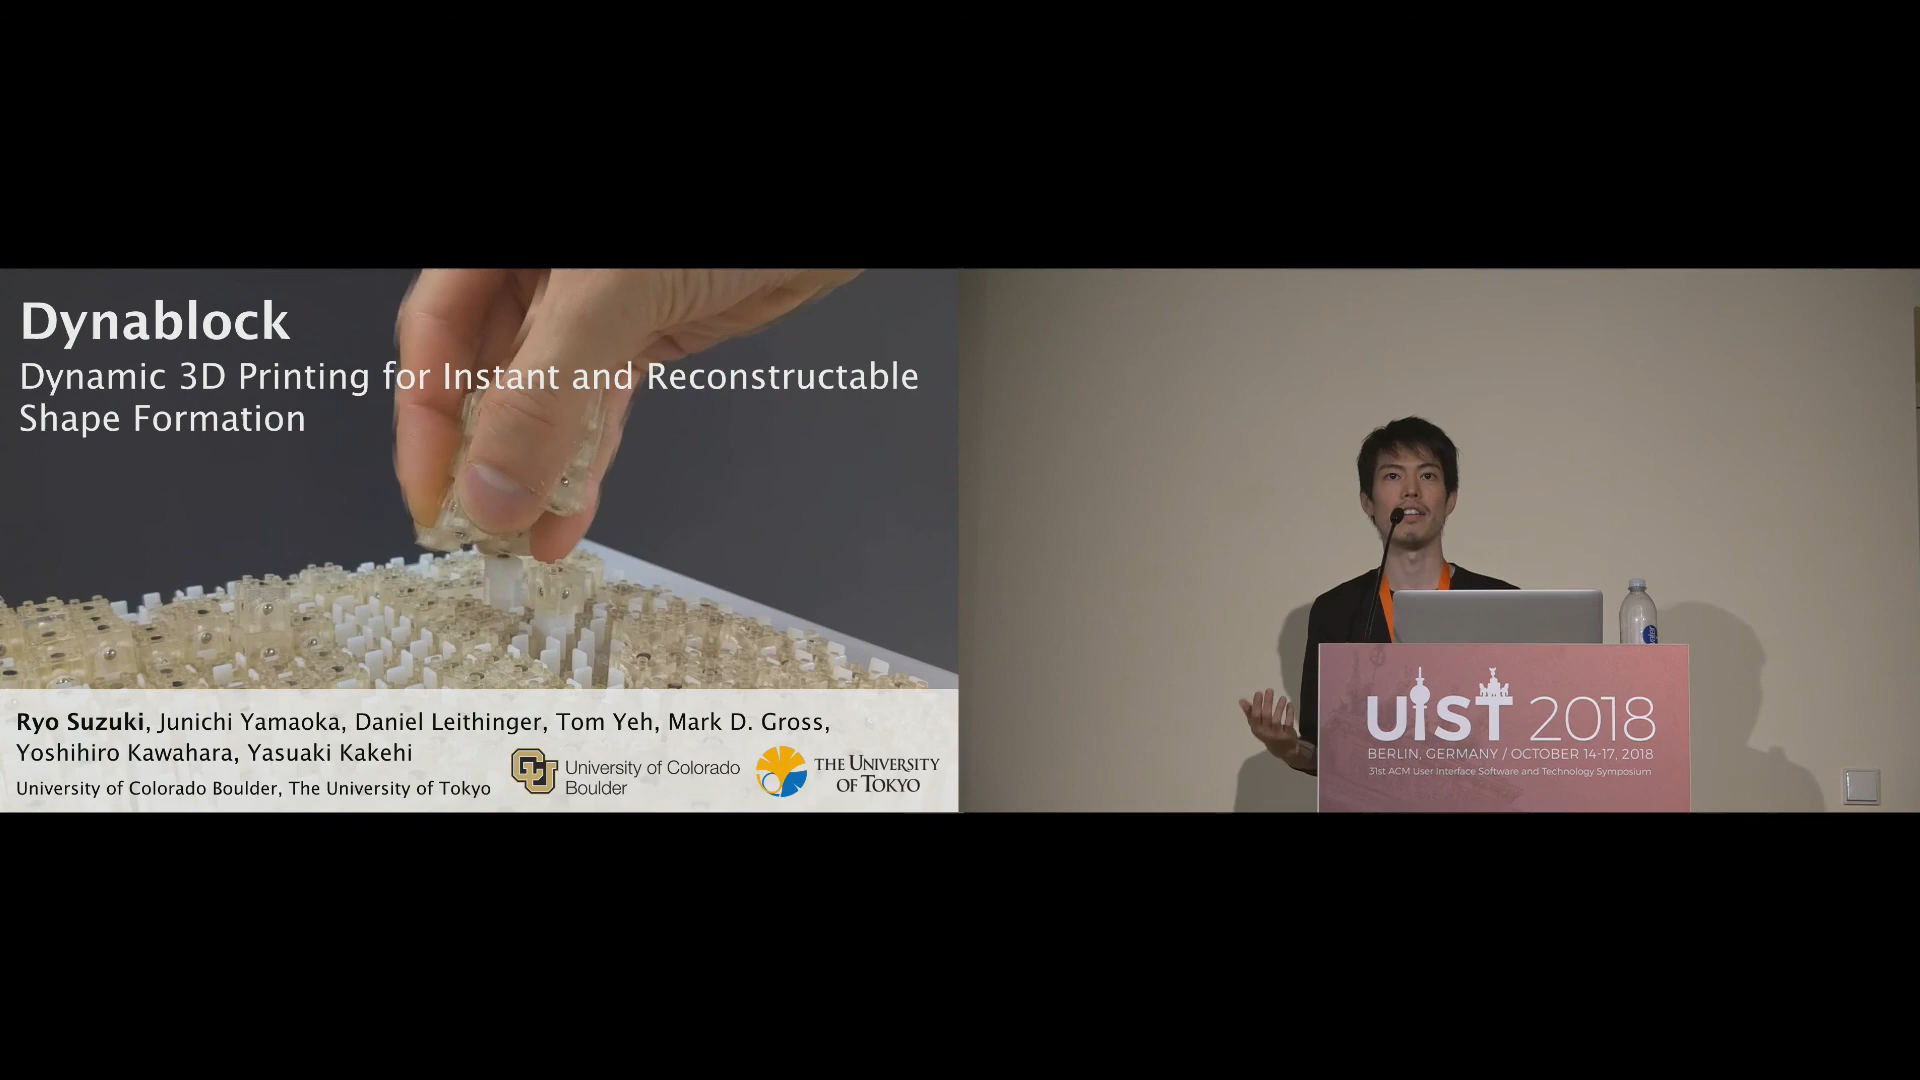 Dynablock
Dynamic 3D Printing for Instant and Reconstructable
Shape Formation
Ryo Suzuki, Junichi Yamaoka, Daniel Leithinger, Tom Yeh, Mark D. Gross,
Yoshihiro Kawahara, Yasuaki Kakehi
University of Colorado Boulder, The University of Tokyo
University of Colorado
Boulder
THE UNIVERSITY
OF TOKYO
UIST 2018
BERLIN, GERMANY / OCTOBER 14-17, 2018
31st ACM User Interface Software and Technology Symposium